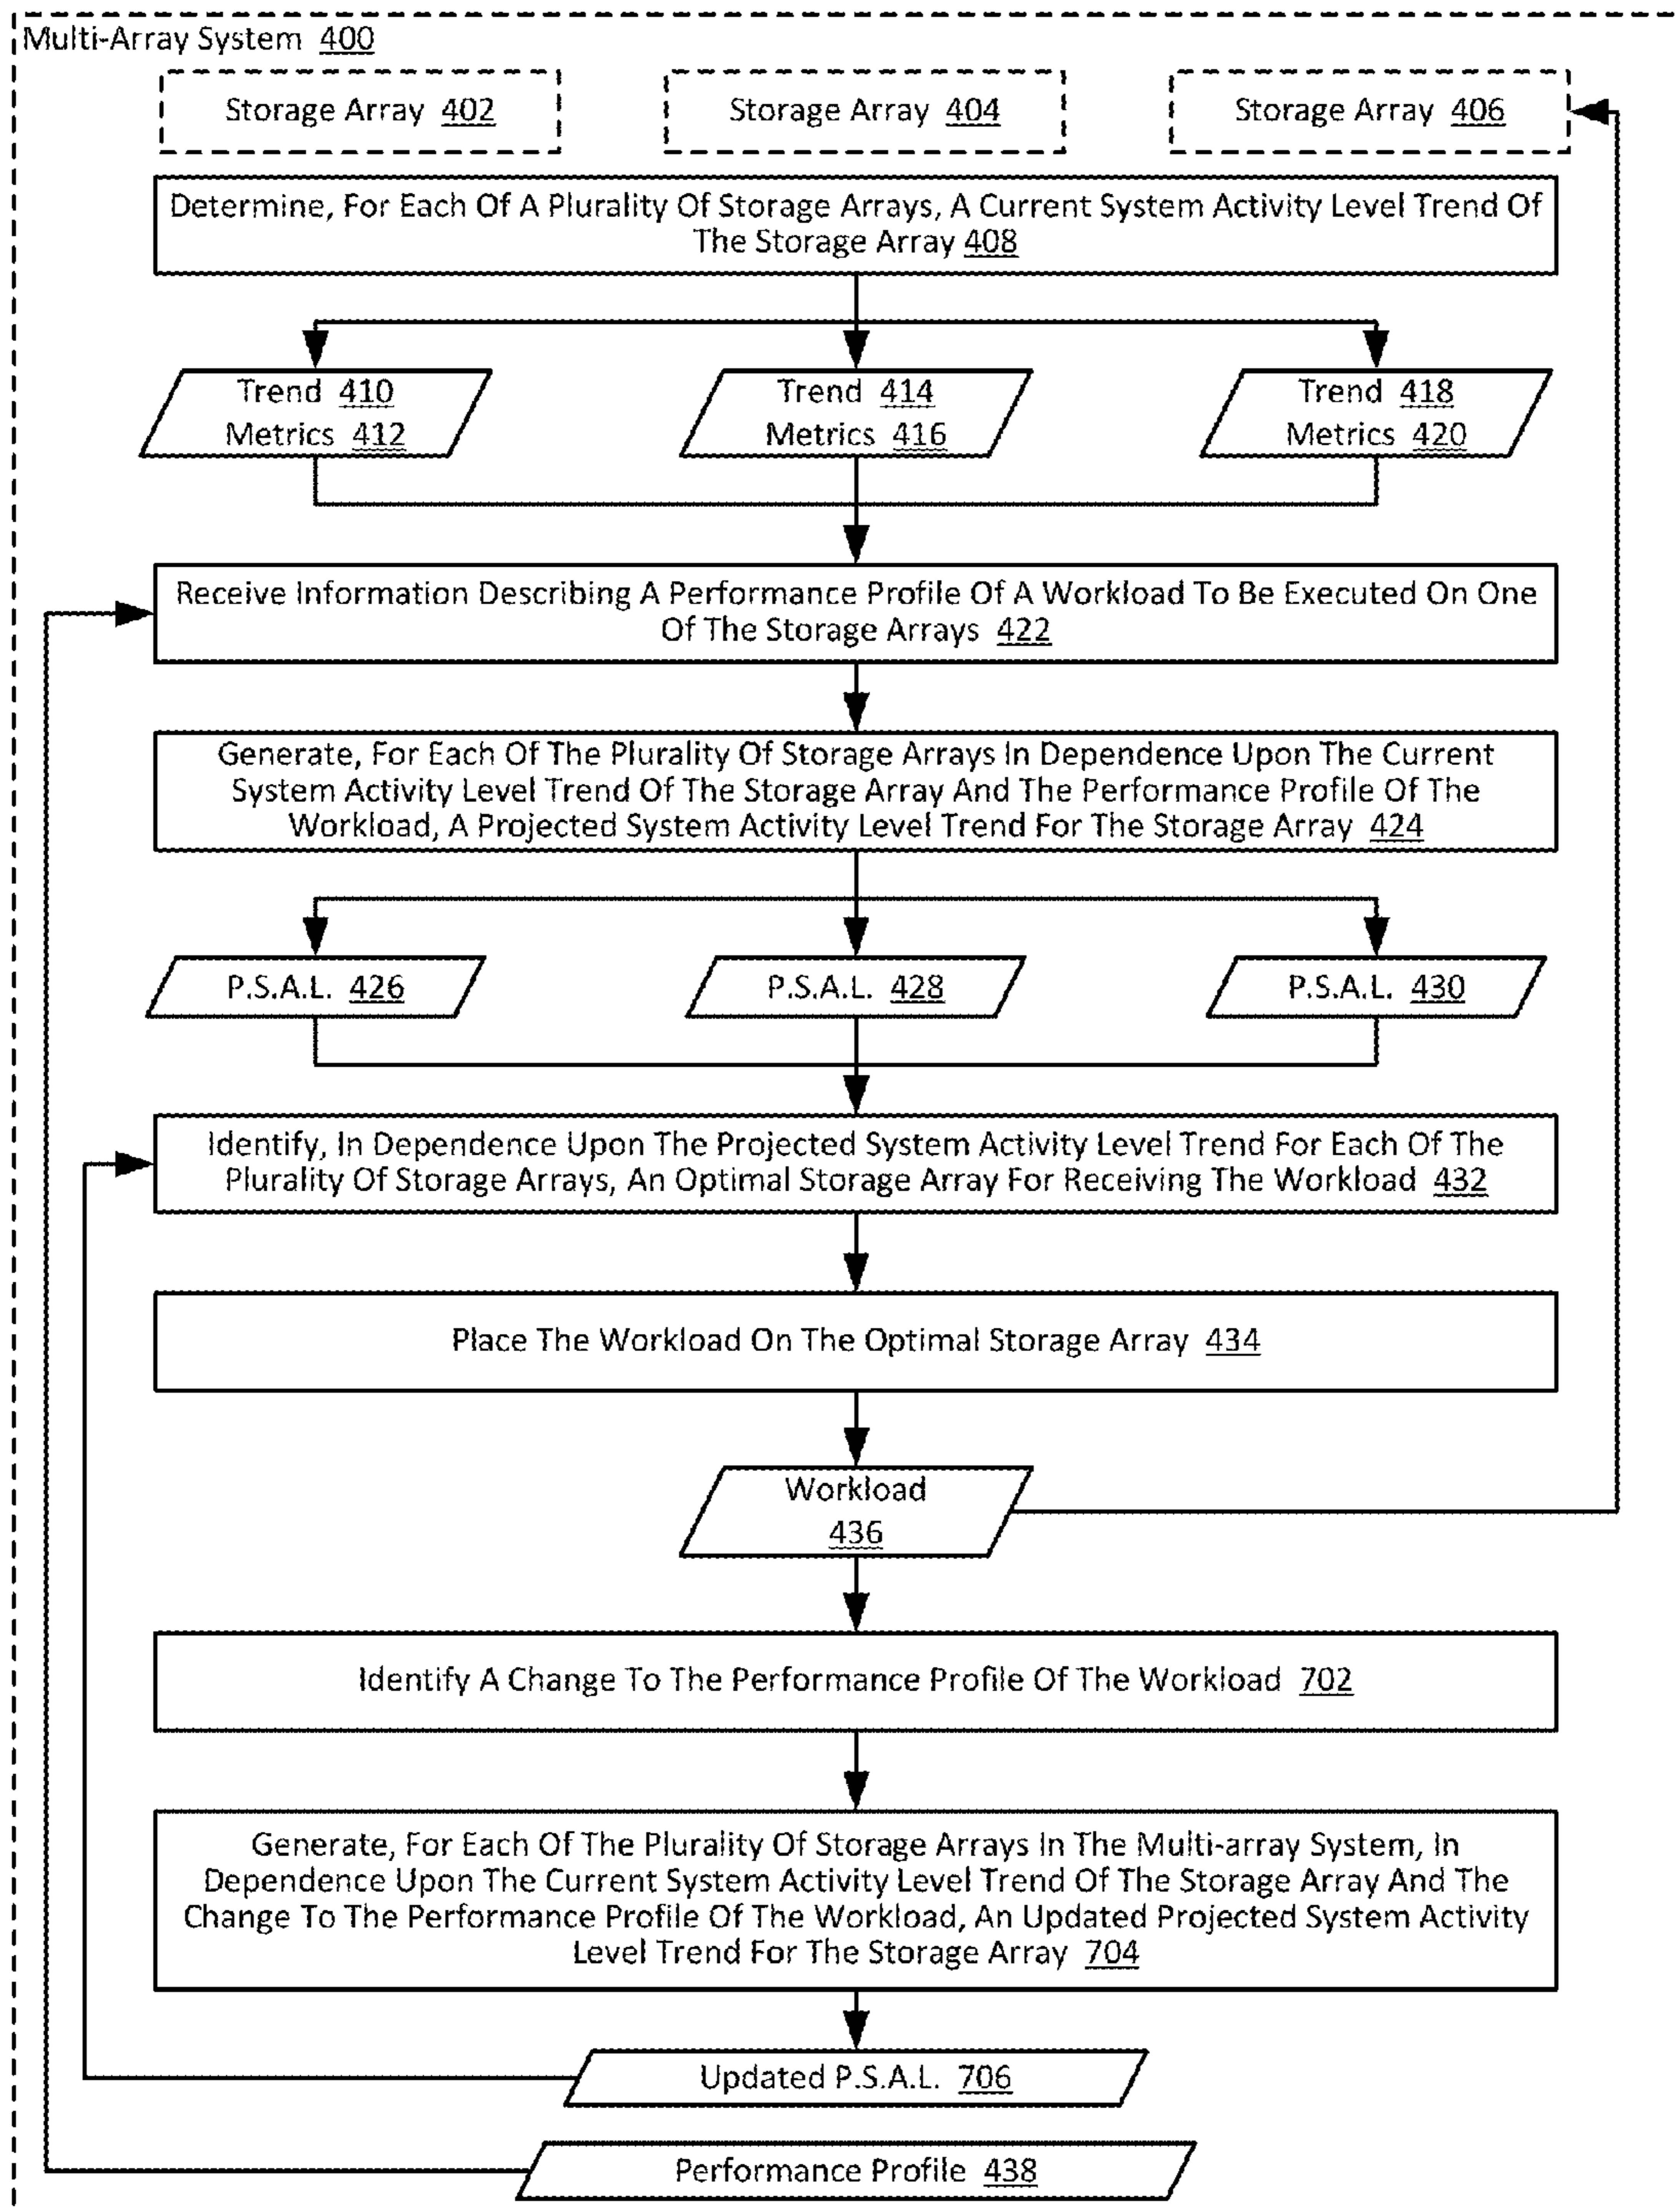 Multi-Array System 400
Storage Array 402
Storage Array 404
Storage Array 406
Determine, For Each Of A Plurality Of Storage Arrays, A Current System Activity Level Trend Of
The Storage Array 408
Trend 410
Metrics 412
Trend 414
Metrics 416
Trend 418
Metrics 420
Receive Information Describing A Performance Profile Of A Workload To Be Executed On One
Of The Storage Arrays 422
Generate, For Each Of The Plurality Of Storage Arrays In Dependence Upon The Current
System Activity Level Trend Of The Storage Array And The Performance Profile Of The
Workload, A Projected System Activity Level Trend For The Storage Array 424
P.S.A.L. 426
P.S.A.L. 428
P.S.A.L. 430
Identify, In Dependence Upon The Projected System Activity Level Trend For Each Of The
Plurality Of Storage Arrays, An Optimal Storage Array For Receiving The Workload 432
Place The Workload On The Optimal Storage Array 434
Workload
436
Identify A Change To The Performance Profile Of The Workload 702
Generate, For Each Of The Plurality Of Storage Arrays In The Multi-array System, In
Dependence Upon The Current System Activity Level Trend Of The Storage Array And The
Change To The Performance Profile Of The Workload, An Updated Projected System Activity
Level Trend For The Storage Array 704
Updated P.S.A.L. 706
Performance Profile 438